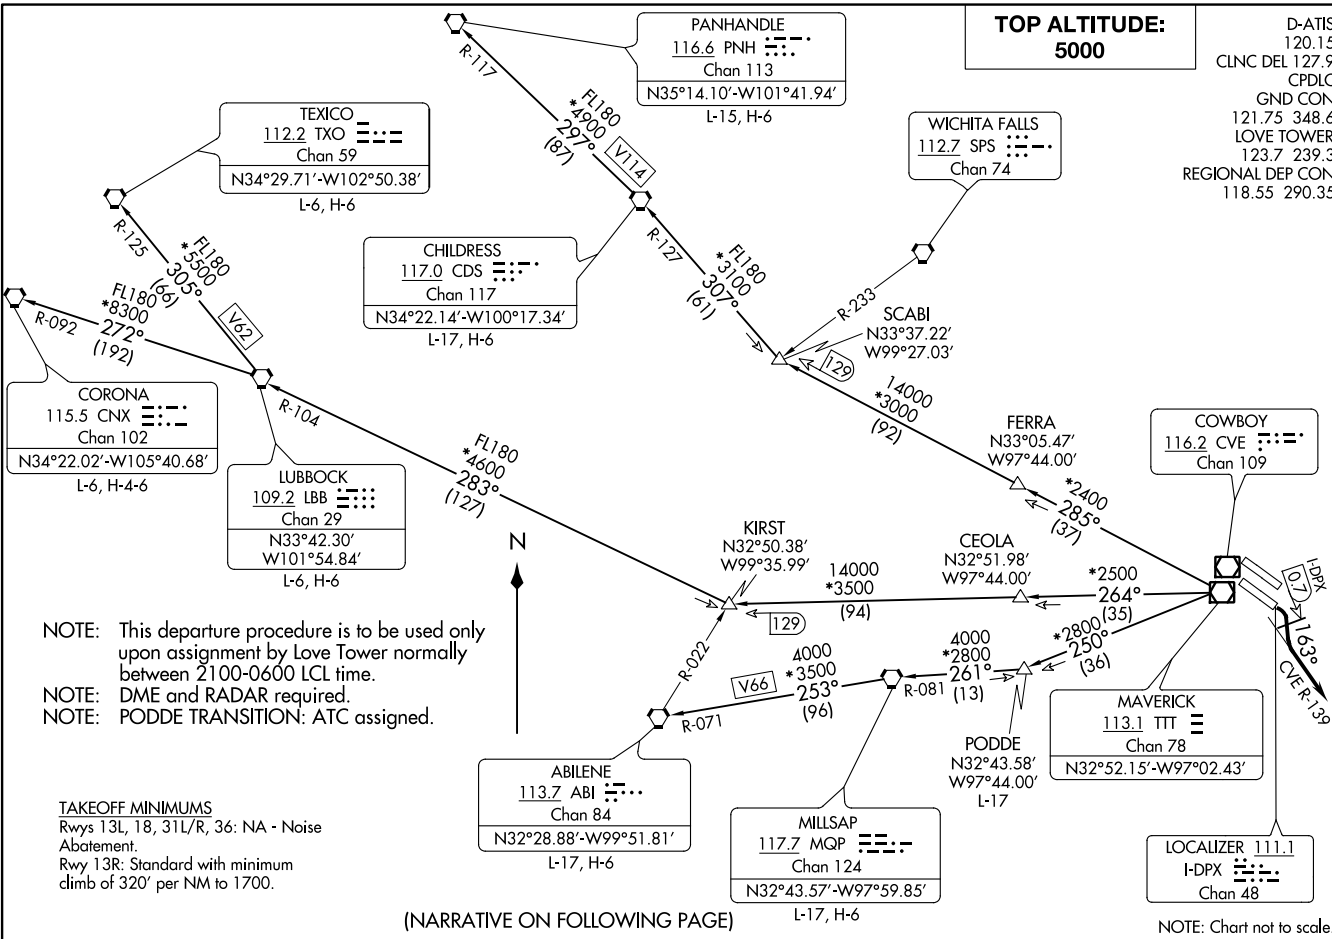 TOP ALTITUDE:
5000
D-ATIS
120.15
CLNC DEL 127.9
CPDLC
GND CON
121.75 348.6
LOVE TOWER
123.7 239.3
REGIONAL DEP CON
118.55 290.35
PANHANDLE
116.6 PNH
Chan 113
N35°14.10'-W101°41.94'
L-15, H-6
R-117
FL180
*4900
297°
(87)
V114
TEXICO
112.2 TXO
Chan 59
N34°29.71'-W102°50.38'
L-6, H-6
WICHITA FALLS
112.7 SPS
Chan 74
R-233
R-125
FL180
*5500
305°
(66)
V62
CHILDRESS
117.0 CDS
Chan 117
N34°22.14'-W100°17.34'
L-17, H-6
R-127
FL180
*3100
307°
(61)
SCABI
N33°37.22'
W99°27.03'
129
R-092
FL180
*8300
272°
(192)
CORONA
115.5 CNX
Chan 102
N34°22.02'-W105°40.68'
L-6, H-4-6
R-104
FL180
*4600
283°
(127)
LUBBOCK
109.2 LBB
Chan 29
N33°42.30'
W101°54.84'
L-6, H-6
14000
*3000
(92)
FERRA
N33°05.47'
W97°44.00'
*2400
285°
(37)
COWBOY
116.2 CVE
Chan 109
N
KIRST
N32°50.38'
W99°35.99'
129
14000
*3500
(94)
CEOLA
N32°51.98'
W97°44.00'
*2500
264°
(35)
*2800
250°
(36)
I-DPX
0.7
163°
CVE R-139
R-022
V66
4000
*3500
253°
(96)
R-071
4000
*2800
261°
(13)
R-081
PODDE
N32°43.58'
W97°44.00'
L-17
MAVERICK
113.1 TTT
Chan 78
N32°52.15'-W97°02.43'
NOTE: This departure procedure is to be used only
upon assignment by Love Tower normally
between 2100-0600 LCL time.
NOTE: DME and RADAR required.
NOTE: PODDE TRANSITION: ATC assigned.
ABILENE
113.7 ABI
Chan 84
N32°28.88'-W99°51.81'
L-17, H-6
MILLSAP
117.7 MQP
Chan 124
N32°43.57'-W97°59.85'
L-17, H-6
LOCALIZER 111.1
I-DPX
Chan 48
TAKEOFF MINIMUMS
Rwys 13L, 18, 31L/R, 36: NA - Noise
Abatement.
Rwy 13R: Standard with minimum
climb of 320' per NM to 1700.
(NARRATIVE ON FOLLOWING PAGE)
NOTE: Chart not to scale.